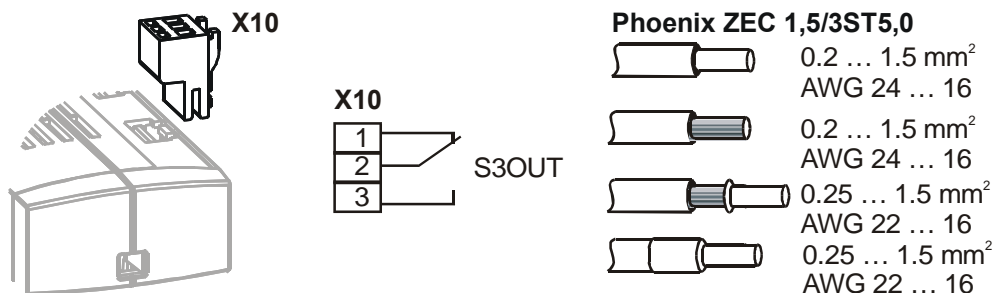 X10
X10
1
2
3
S3OUT
Phoenix ZEC 1,5/3ST5,0
0.2 … 1.5 mm²
AWG 24 … 16
0.2 … 1.5 mm²
AWG 24 … 16
0.25 … 1.5 mm²
AWG 22 … 16
0.25 … 1.5 mm²
AWG 22 … 16